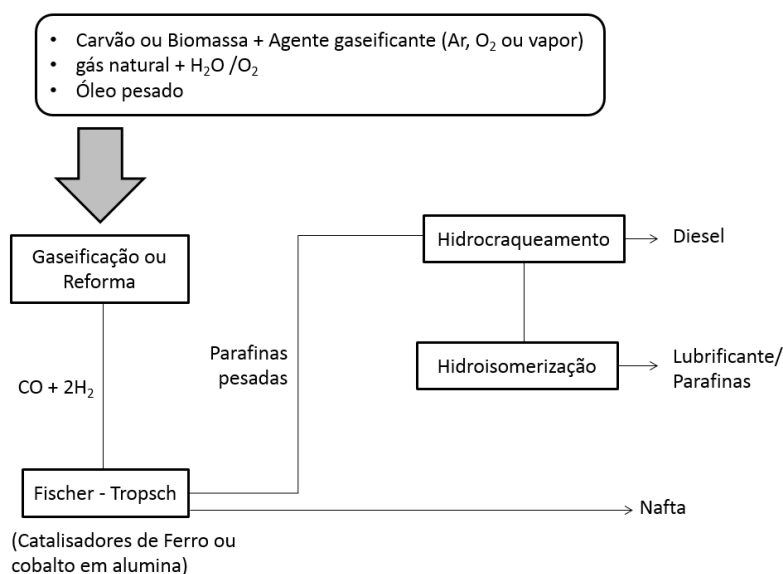 • Carvão ou Biomassa + Agente gaseificante (Ar, O₂ ou vapor)
• gás natural + H₂O /O₂
• Óleo pesado
Gaseificação ou
Reforma
CO + 2H₂
Fischer - Tropsch
(Catalisadores de Ferro ou
cobalto em alumina)
Parafinas
pesadas
Hidrocraqueamento
Diesel
Hidroisomerização
Lubrificante/
Parafinas
Nafta